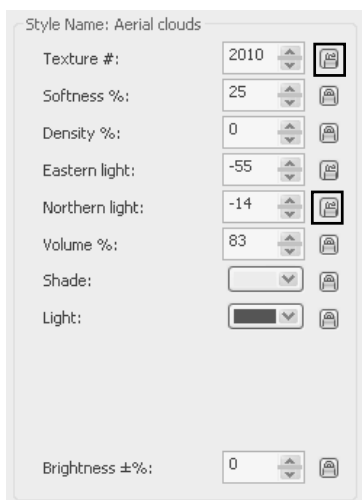 Style Name: Aerial clouds
Texture #: 2010
Softness %: 25
Density %: 0
Eastern light: -55
Northern light: -14
Volume %: 83
Shade:
Light:
Brightness ±%: 0